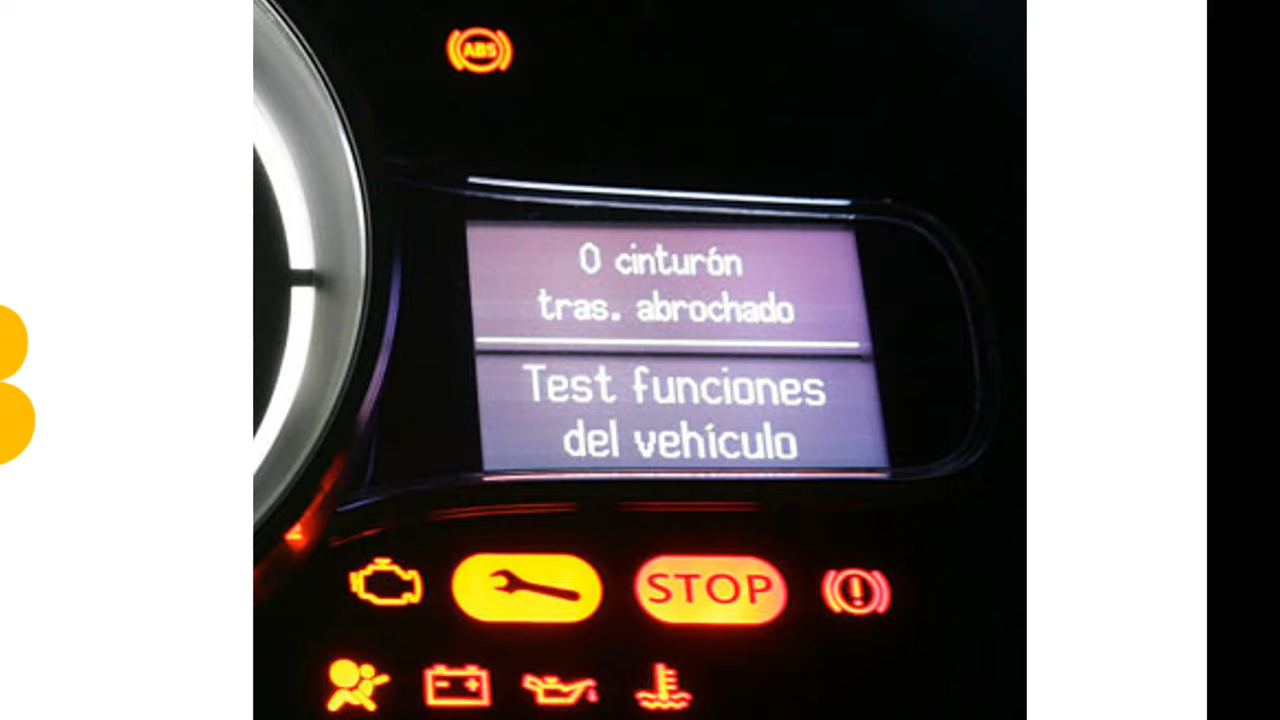 ABS
0 cinturón
tras. abrochado
Test funciones
del vehículo
STOP